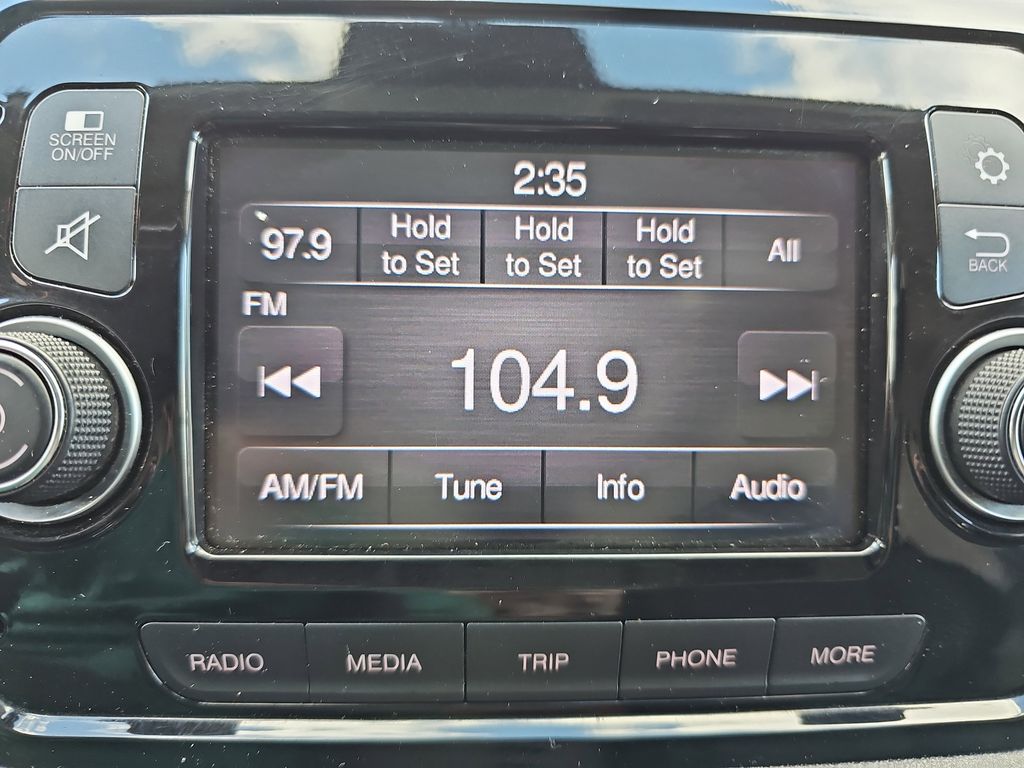 SCREEN
ON/OFF
2:35
97.9
Hold
to Set
Hold
to Set
Hold
to Set
All
BACK
FM
104.9
AM/FM
Tune
Info
Audio
RADIO
MEDIA
TRIP
PHONE
MORE